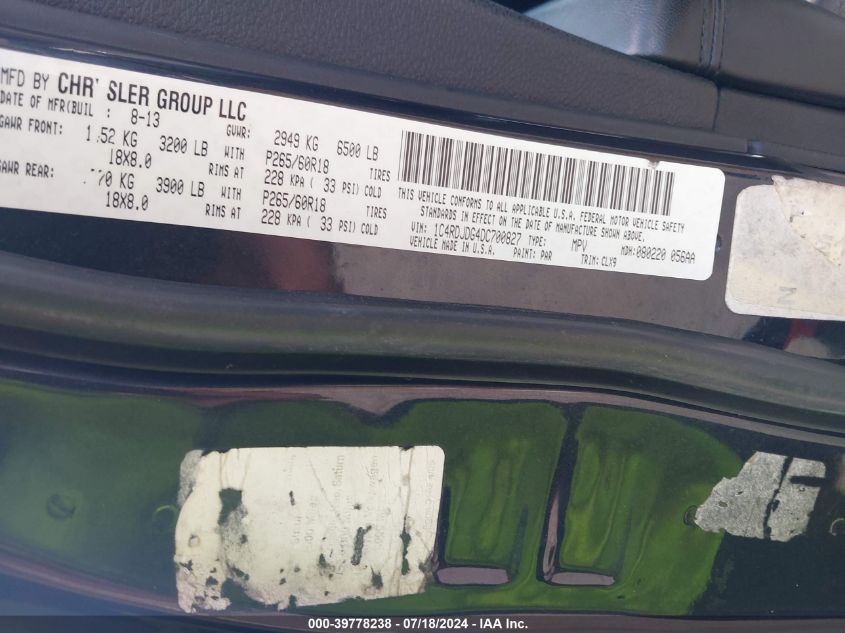 MFD BY CHR' SLER GROUP LLC
DATE OF MFR(BUIL : 8-13 GVWR: 2949 KG 6500 LB
GAWR FRONT: 1.52 KG 3200 LB WITH P265/60R18 TIRES
18X8.0 RIMS AT 228 KPA ( 33 PSI) COLD
GAWR REAR: 70 KG 3900 LB WITH P265/60R18 TIRES
18X8.0 RIMS AT 228 KPA ( 33 PSI) COLD
THIS VEHICLE CONFORMS TO ALL APPLICABLE U.S.A. FEDERAL MOTOR VEHICLE SAFETY
STANDARDS IN EFFECT ON THE DATE OF MANUFACTURE SHOWN ABOVE.
VIN: 1C4RDJDG4DC700827 TYPE: MPV MDH: 080220 056AA
VEHICLE MADE IN U.S.A. PAINT: PAR TRIM: CLX9
N
Saturn
wagen
000-39778238 - 07/18/2024 - IAA Inc.